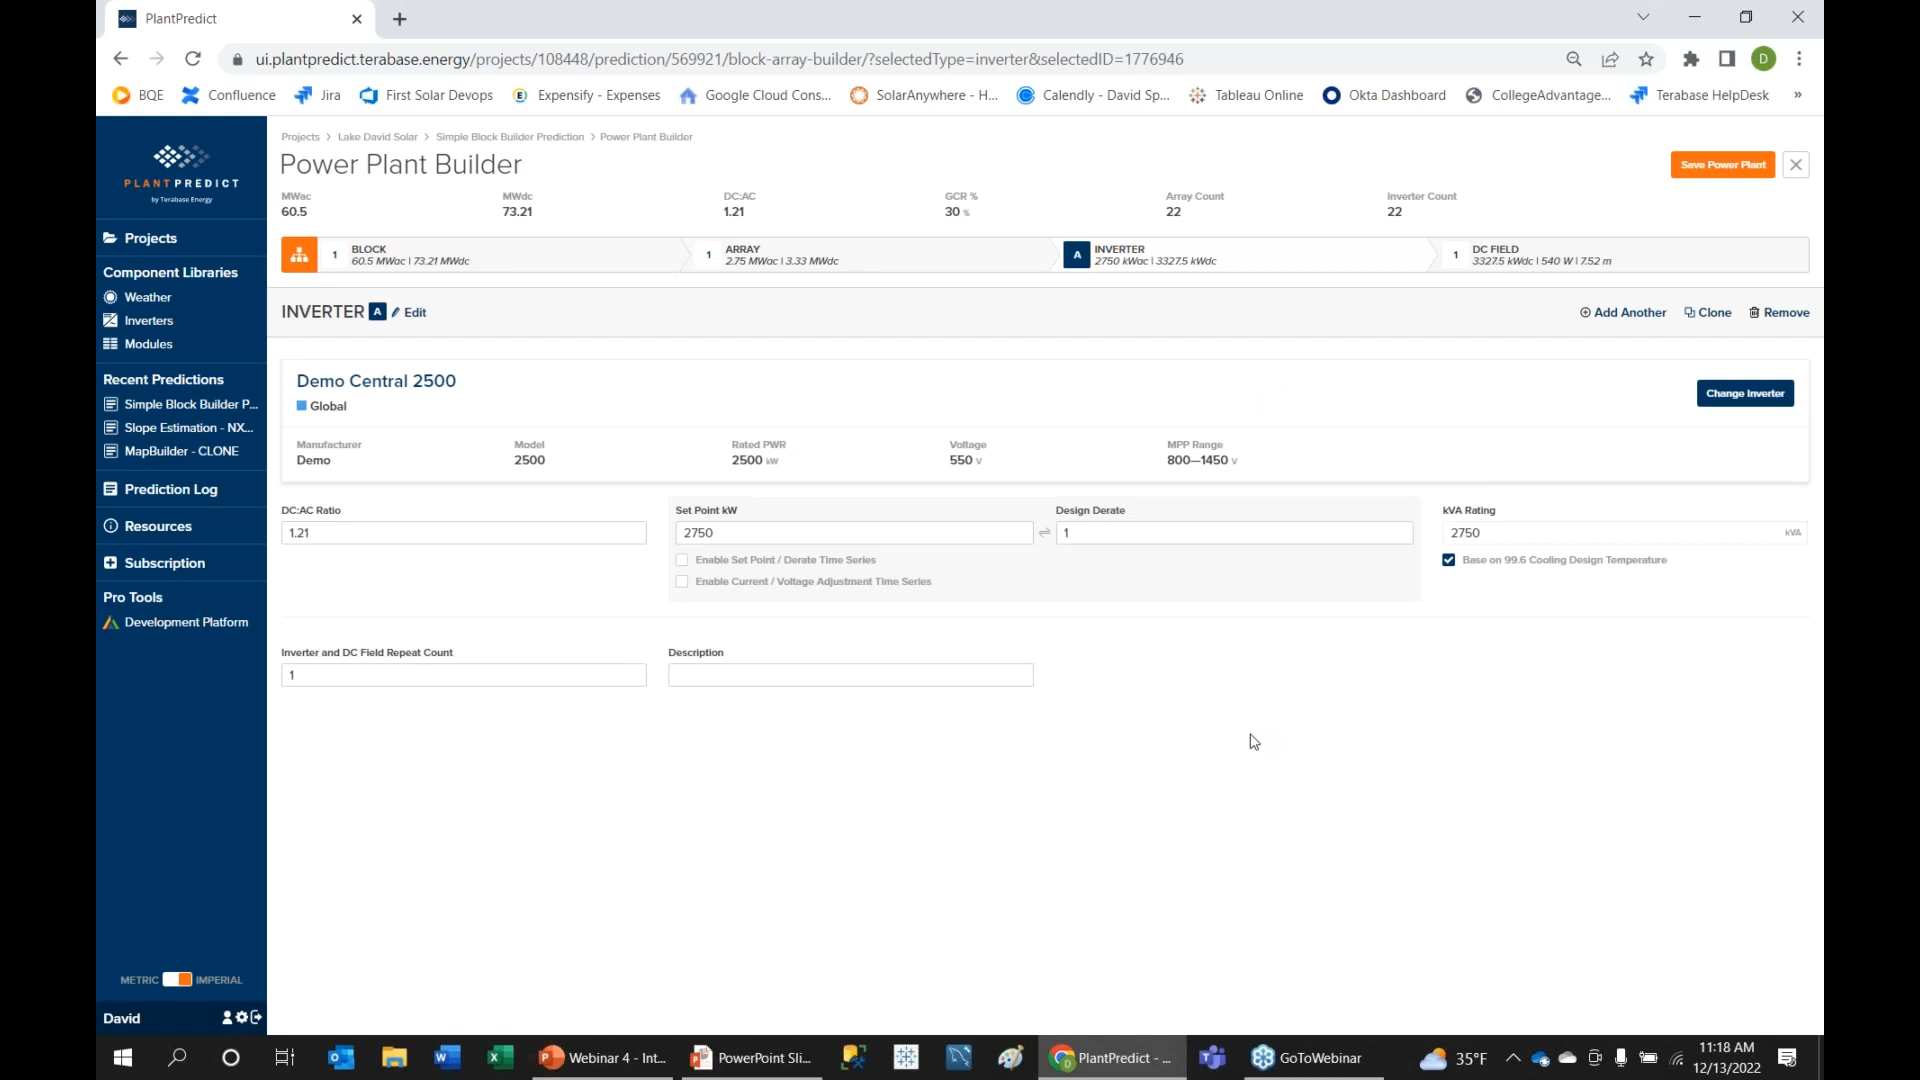 PlantPredict
ui.plantpredict.terabase.energy/projects/108448/prediction/569921/block-array-builder/?selectedType=inverter&selectedID=1776946
D
BQE Confluence Jira First Solar Devops Expensify - Expenses Google Cloud Cons... SolarAnywhere - H... Calendly - David Sp... Tableau Online Okta Dashboard CollegeAdvantage... Terabase HelpDesk »
PLANTPREDICT
by Terabase Energy
Projects
Component Libraries
Weather
Inverters
Modules
Recent Predictions
Simple Block Builder P...
Slope Estimation - NX...
MapBuilder - CLONE
Prediction Log
Resources
Subscription
Pro Tools
Development Platform
METRIC IMPERIAL
David
Projects > Lake David Solar > Simple Block Builder Prediction > Power Plant Builder
Power Plant Builder
Save Power Plant
MWac MWdc DC:AC GCR % Array Count Inverter Count
60.5 73.21 1.21 30 % 22 22
1 BLOCK 1 ARRAY A INVERTER 1 DC FIELD
60.5 MWac | 73.21 MWdc 2.75 MWac | 3.33 MWdc 2750 kWac | 3327.5 kWdc 3327.5 kWdc | 540 W | 7.52 m
INVERTER A Edit Add Another Clone Remove
Demo Central 2500
Global
Change Inverter
Manufacturer Model Rated PWR Voltage MPP Range
Demo 2500 2500 kW 550 V 800—1450 V
DC:AC Ratio Set Point kW Design Derate kVA Rating
1.21 2750 1 2750 kVA
Enable Set Point / Derate Time Series Base on 99.6 Cooling Design Temperature
Enable Current / Voltage Adjustment Time Series
Inverter and DC Field Repeat Count Description
1
Webinar 4 - Int... PowerPoint Sli... PlantPredict - ... GoToWebinar 35°F 11:18 AM
12/13/2022